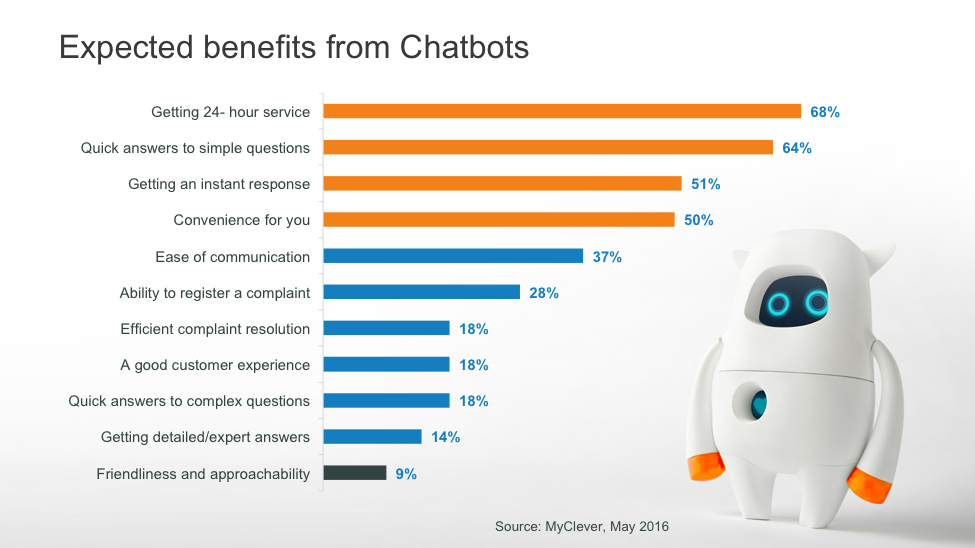 Expected benefits from Chatbots
Getting 24- hour service 68%
Quick answers to simple questions 64%
Getting an instant response 51%
Convenience for you 50%
Ease of communication 37%
Ability to register a complaint 28%
Efficient complaint resolution 18%
A good customer experience 18%
Quick answers to complex questions 18%
Getting detailed/expert answers 14%
Friendliness and approachability 9%
Source: MyClever, May 2016